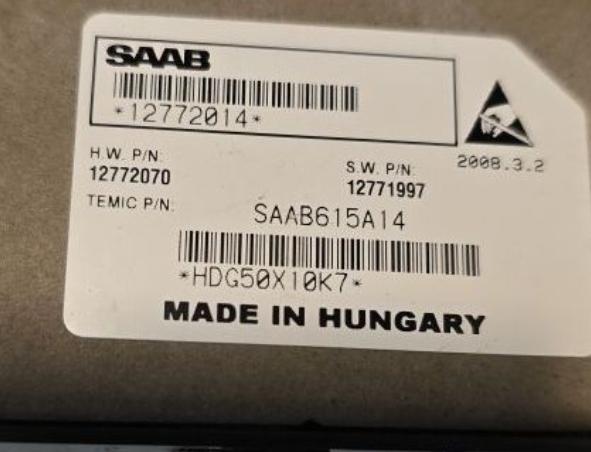 SAAB
*12772014*
2008.3.2
H.W. P/N:
12772070
S.W. P/N:
12771997
TEMIC P/N:
SAAB615A14
*HDG50X10K7*
MADE IN HUNGARY